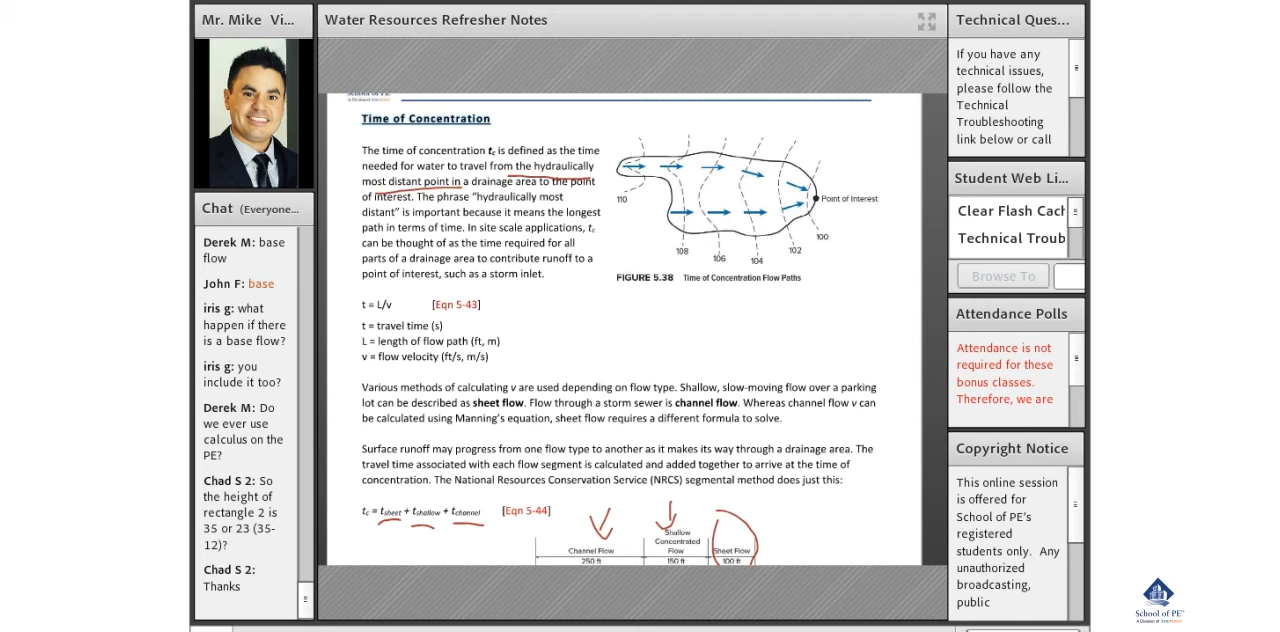 Mr. Mike  Vi...
Chat (Everyone...
Derek M: base
flow
John F: base
iris g: what
happen if there
is a base flow?
iris g: you
include it too?
Derek M: Do
we ever use
calculus on the
PE?
Chad S 2: So
the height of
rectangle 2 is
35 or 23 (35-
12)?
Chad S 2:
Thanks
Water Resources Refresher Notes
Time of Concentration
The time of concentration tc is defined as the time
needed for water to travel from the hydraulically
most distant point in a drainage area to the point
of interest. The phrase “hydraulically most
distant” is important because it means the longest
path in terms of time. In site scale applications, tc
can be thought of as the time required for all
parts of a drainage area to contribute runoff to a
point of interest, such as a storm inlet.
110
Point of Interest
100
102
104
106
108
FIGURE 5.38 Time of Concentration Flow Paths
t = L/v [Eqn 5-43]
t = travel time (s)
L = length of flow path (ft, m)
v = flow velocity (ft/s, m/s)
Various methods of calculating v are used depending on flow type. Shallow, slow-moving flow over a parking
lot can be described as sheet flow. Flow through a storm sewer is channel flow. Whereas channel flow v can
be calculated using Manning’s equation, sheet flow requires a different formula to solve.
Surface runoff may progress from one flow type to another as it makes its way through a drainage area. The
travel time associated with each flow segment is calculated and added together to arrive at the time of
concentration. The National Resources Conservation Service (NRCS) segmental method does just this:
tc = tsheet + tshallow + tchannel [Eqn 5-44]
Channel Flow
250 ft
Shallow
Concentrated
Flow
150 ft
Sheet Flow
100 ft
Technical Ques...
If you have any
technical issues,
please follow the
Technical
Troubleshooting
link below or call
Student Web Li...
Clear Flash Cach
Technical Troub
Browse To
Attendance Polls
Attendance is not
required for these
bonus classes.
Therefore, we are
Copyright Notice
This online session
is offered for
School of PE’s
registered
students only. Any
unauthorized
broadcasting,
public
School of PE